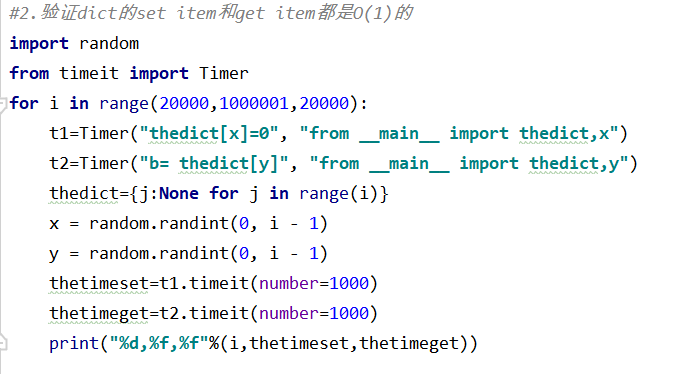 #2.验证dict的set item和get item都是O(1)的
import random
from timeit import Timer
for i in range(20000,1000001,20000):
    t1=Timer("thedict[x]=0", "from __main__ import thedict,x")
    t2=Timer("b= thedict[y]", "from __main__ import thedict,y")
    thedict={j:None for j in range(i)}
    x = random.randint(0, i - 1)
    y = random.randint(0, i - 1)
    thetimeset=t1.timeit(number=1000)
    thetimeget=t2.timeit(number=1000)
    print("%d,%f,%f"%(i,thetimeset,thetimeget))